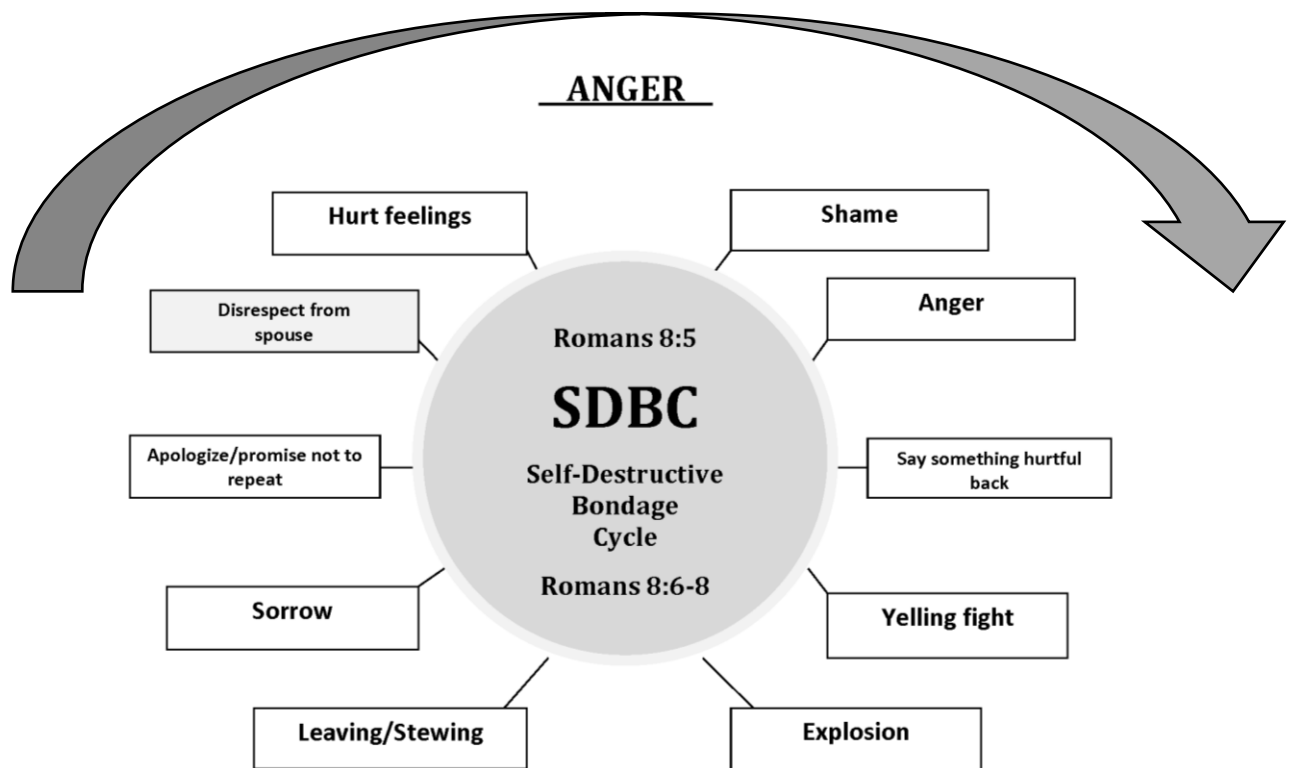 ANGER
Hurt feelings
Shame
Disrespect from
spouse
Anger
Romans 8:5
SDBC
Self-Destructive
Bondage
Cycle
Romans 8:6-8
Apologize/promise not to
repeat
Say something hurtful
back
Sorrow
Yelling fight
Leaving/Stewing
Explosion